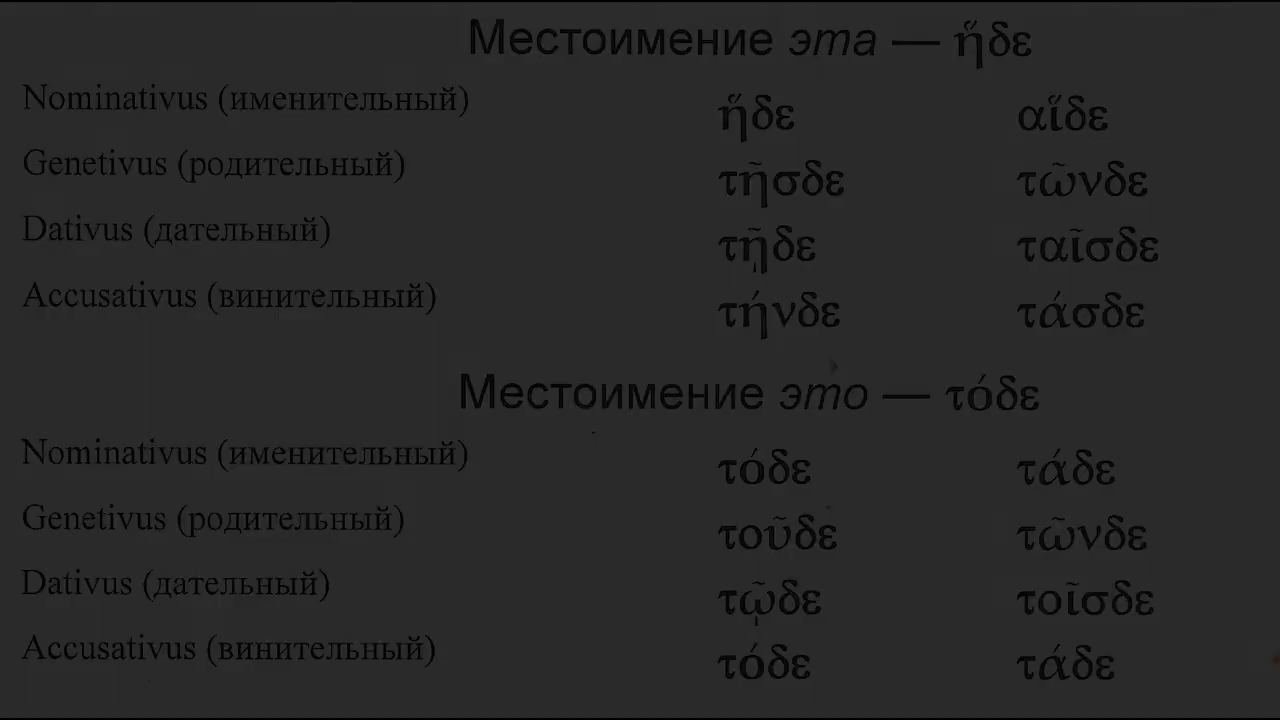 Местоимение эта — ἥδε
Nominativus (именительный) ἥδε αἵδε
Genetivus (родительный) τῆσδε τῶνδε
Dativus (дательный) τῇδε ταῖσδε
Accusativus (винительный) τήνδε τάσδε
Местоимение это — τόδε
Nominativus (именительный) τόδε τάδε
Genetivus (родительный) τοῦδε τῶνδε
Dativus (дательный) τῷδε τοῖσδε
Accusativus (винительный) τόδε τάδε